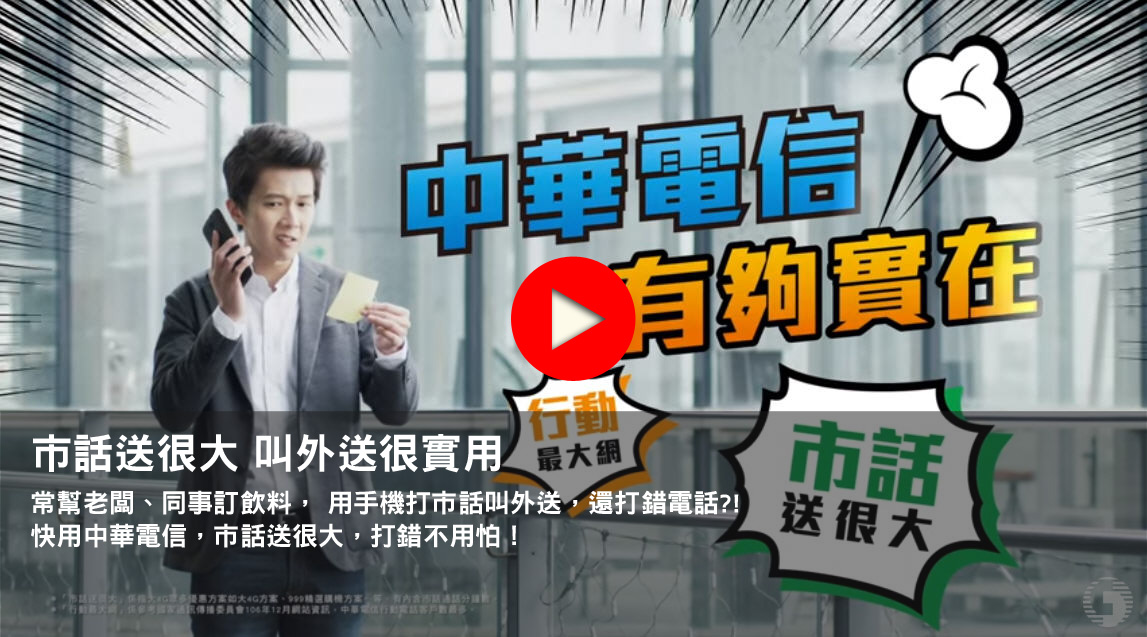 中華電信
有夠實在
行動
最大網
市話
送很大
市話送很大 叫外送很實用
常幫老闆、同事訂飲料， 用手機打市話叫外送，還打錯電話?!
快用中華電信，市話送很大，打錯不用怕！